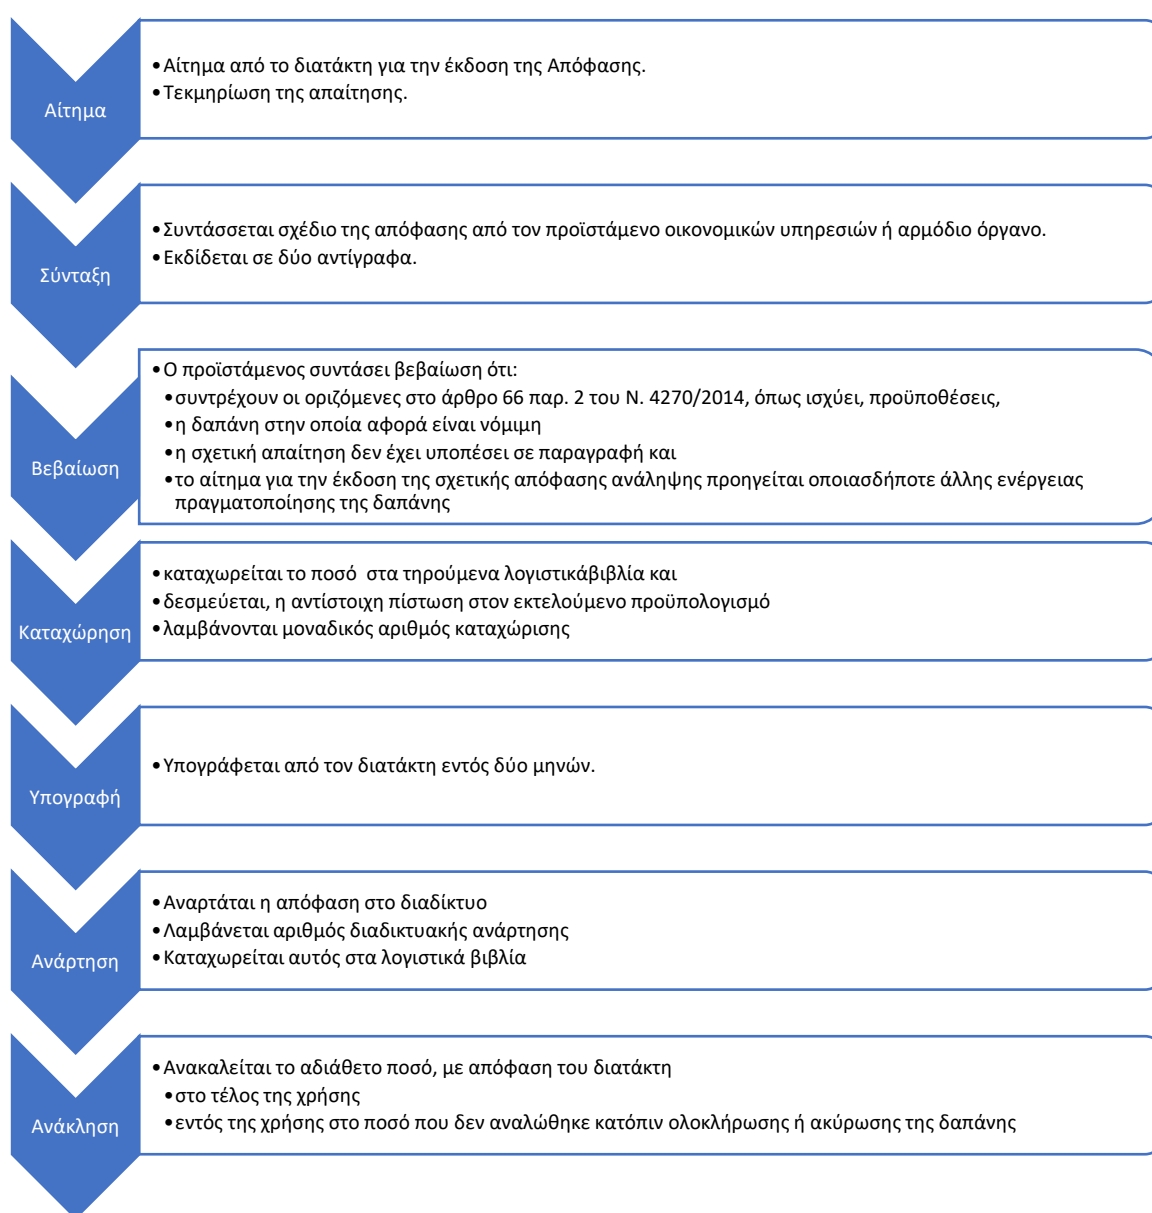 Αίτημα
•Αίτημα από το διατάκτη για την έκδοση της Απόφασης.
•Τεκμηρίωση της απαίτησης.
Σύνταξη
•Συντάσσεται σχέδιο της απόφασης από τον προϊστάμενο οικονομικών υπηρεσιών ή αρμόδιο όργανο.
•Εκδίδεται σε δύο αντίγραφα.
Βεβαίωση
•Ο προϊστάμενος συντάσει βεβαίωση ότι:
•συντρέχουν οι οριζόμενες στο άρθρο 66 παρ. 2 του Ν. 4270/2014, όπως ισχύει, προϋποθέσεις,
•η δαπάνη στην οποία αφορά είναι νόμιμη
•η σχετική απαίτηση δεν έχει υποπέσει σε παραγραφή και
•το αίτημα για την έκδοση της σχετικής απόφασης ανάληψης προηγείται οποιασδήποτε άλλης ενέργειας
πραγματοποίησης της δαπάνης
Καταχώρηση
•καταχωρείται το ποσό  στα τηρούμενα λογιστικάβιβλία και
•δεσμεύεται, η αντίστοιχη πίστωση στον εκτελούμενο προϋπολογισμό
•λαμβάνονται μοναδικός αριθμός καταχώρισης
Υπογραφή
•Υπογράφεται από τον διατάκτη εντός δύο μηνών.
Ανάρτηση
•Αναρτάται η απόφαση στο διαδίκτυο
•Λαμβάνεται αριθμός διαδικτυακής ανάρτησης
•Καταχωρείται αυτός στα λογιστικά βιβλία
Ανάκληση
•Ανακαλείται το αδιάθετο ποσό, με απόφαση του διατάκτη
•στο τέλος της χρήσης
•εντός της χρήσης στο ποσό που δεν αναλώθηκε κατόπιν ολοκλήρωσης ή ακύρωσης της δαπάνης